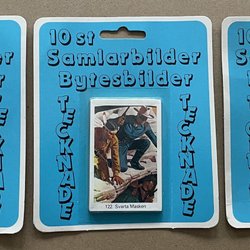 10 st
Samlarbilder
Bytesbilder
TECKNADE
TECKNADE
122. Svarta Masken